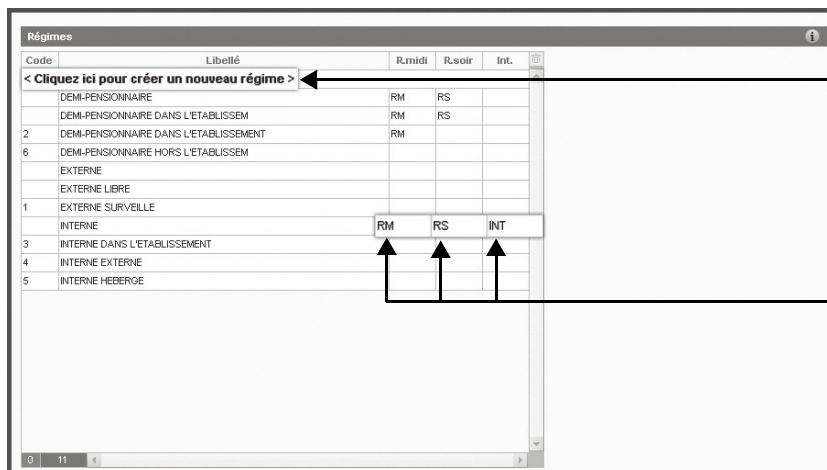 Régimes
Code Libellé R.midi R.soir Int.
< Cliquez ici pour créer un nouveau régime >
DEMI-PENSIONNAIRE RM RS
DEMI-PENSIONNAIRE DANS L'ETABLISSEM RM RS
2 DEMI-PENSIONNAIRE DANS L'ETABLISSEMENT RM
6 DEMI-PENSIONNAIRE HORS L'ETABLISSEM
EXTERNE
EXTERNE LIBRE
1 EXTERNE SURVEILLE
INTERNE RM RS INT
3 INTERNE DANS L'ETABLISSEMENT
4 INTERNE EXTERNE
5 INTERNE HEBERGE
0 11